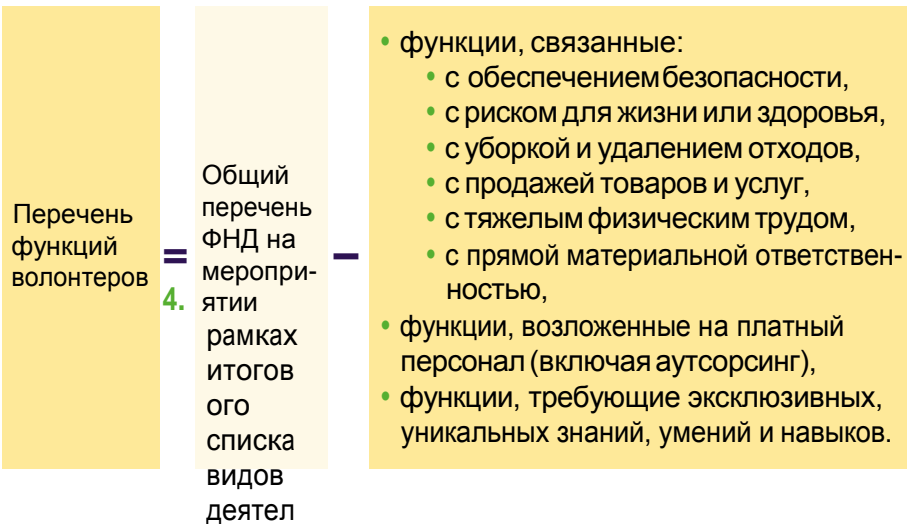 Перечень
функций
волонтеров
=
4.
Общий
перечень
ФНД на
меропри-
ятии
рамках
итогов
ого
списка
видов
деятел
–
• функции, связанные:
• с обеспечениембезопасности,
• с риском для жизни или здоровья,
• с уборкой и удалением отходов,
• с продажей товаров и услуг,
• с тяжелым физическим трудом,
• с прямой материальной ответствен-
ностью,
• функции, возложенные на платный
персонал (включая аутсорсинг),
• функции, требующие эксклюзивных,
уникальных знаний, умений и навыков.